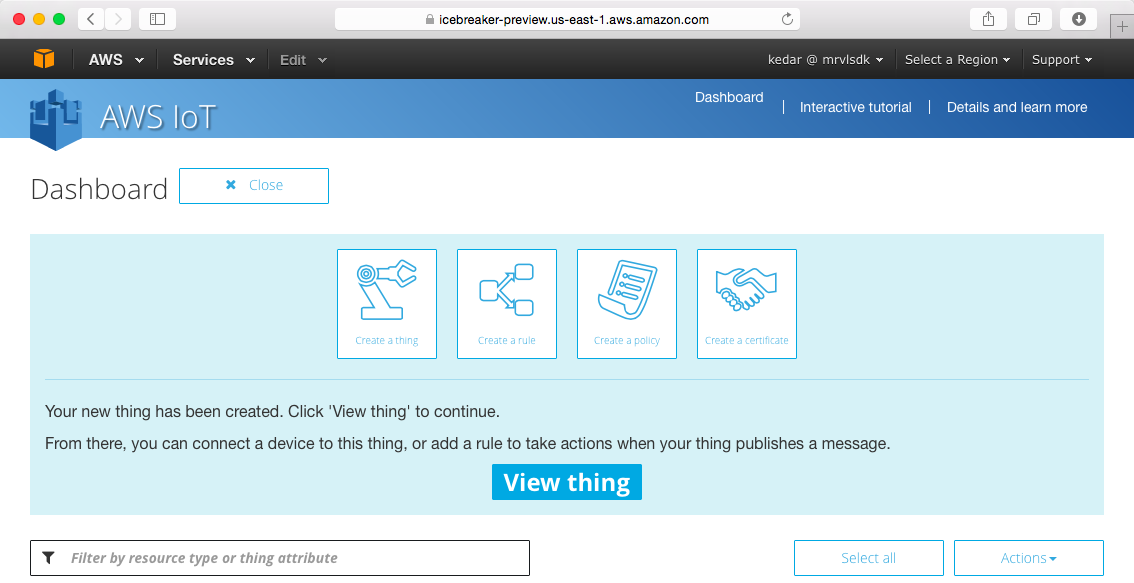 icebreaker-preview.us-east-1.aws.amazon.com
AWS Services Edit kedar @ mrvlsdk Select a Region Support
AWS IoT
Dashboard | Interactive tutorial | Details and learn more
Dashboard
Close
Create a thing
Create a rule
Create a policy
Create a certificate
Your new thing has been created. Click 'View thing' to continue.
From there, you can connect a device to this thing, or add a rule to take actions when your thing publishes a message.
View thing
Filter by resource type or thing attribute
Select all
Actions